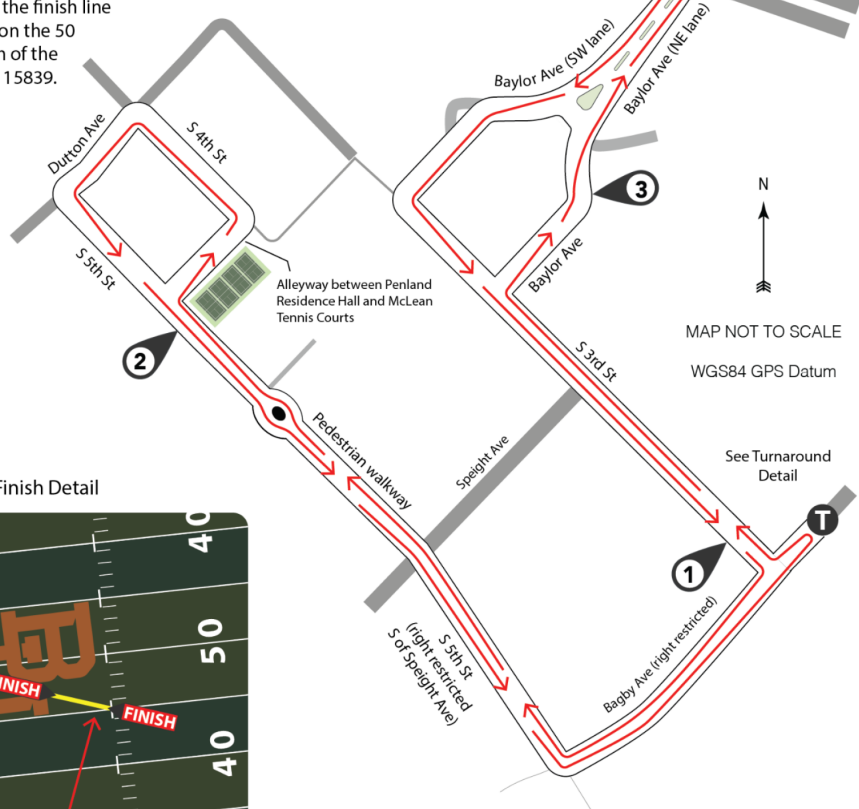 the finish line
on the 50
n of the
15839.
Baylor Ave (SW lane)
Baylor Ave (NE lane)
Dutton Ave
S 4th St
3
N
S 5th St
Baylor Ave
Alleyway between Penland
Residence Hall and McLean
Tennis Courts
MAP NOT TO SCALE
WGS84 GPS Datum
2
S 3rd St
Pedestrian walkway
Speight Ave
See Turnaround
Detail
Finish Detail
T
1
Bagby Ave (right restricted)
S 5th St
(right restricted
S of Speight Ave)
40
50
40
INISH
FINISH